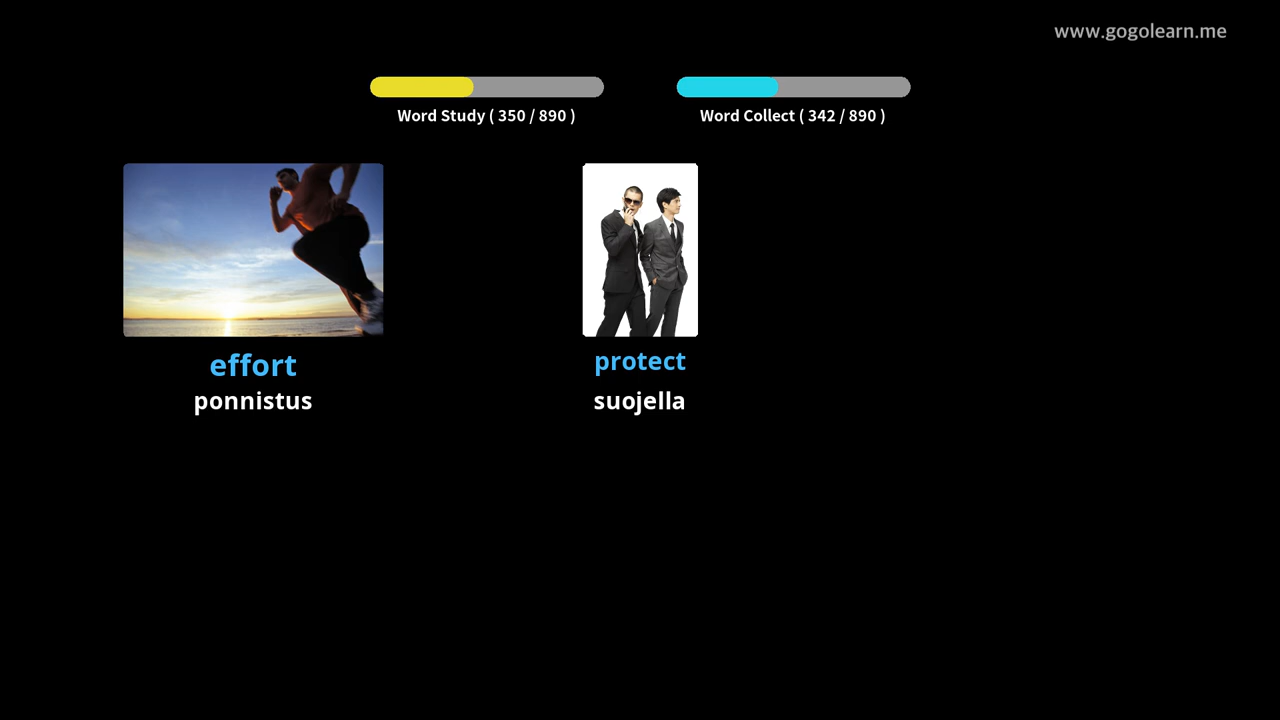 www.gogolearn.me
Word Study ( 350 / 890 )
Word Collect ( 342 / 890 )
effort
ponnistus
protect
suojella